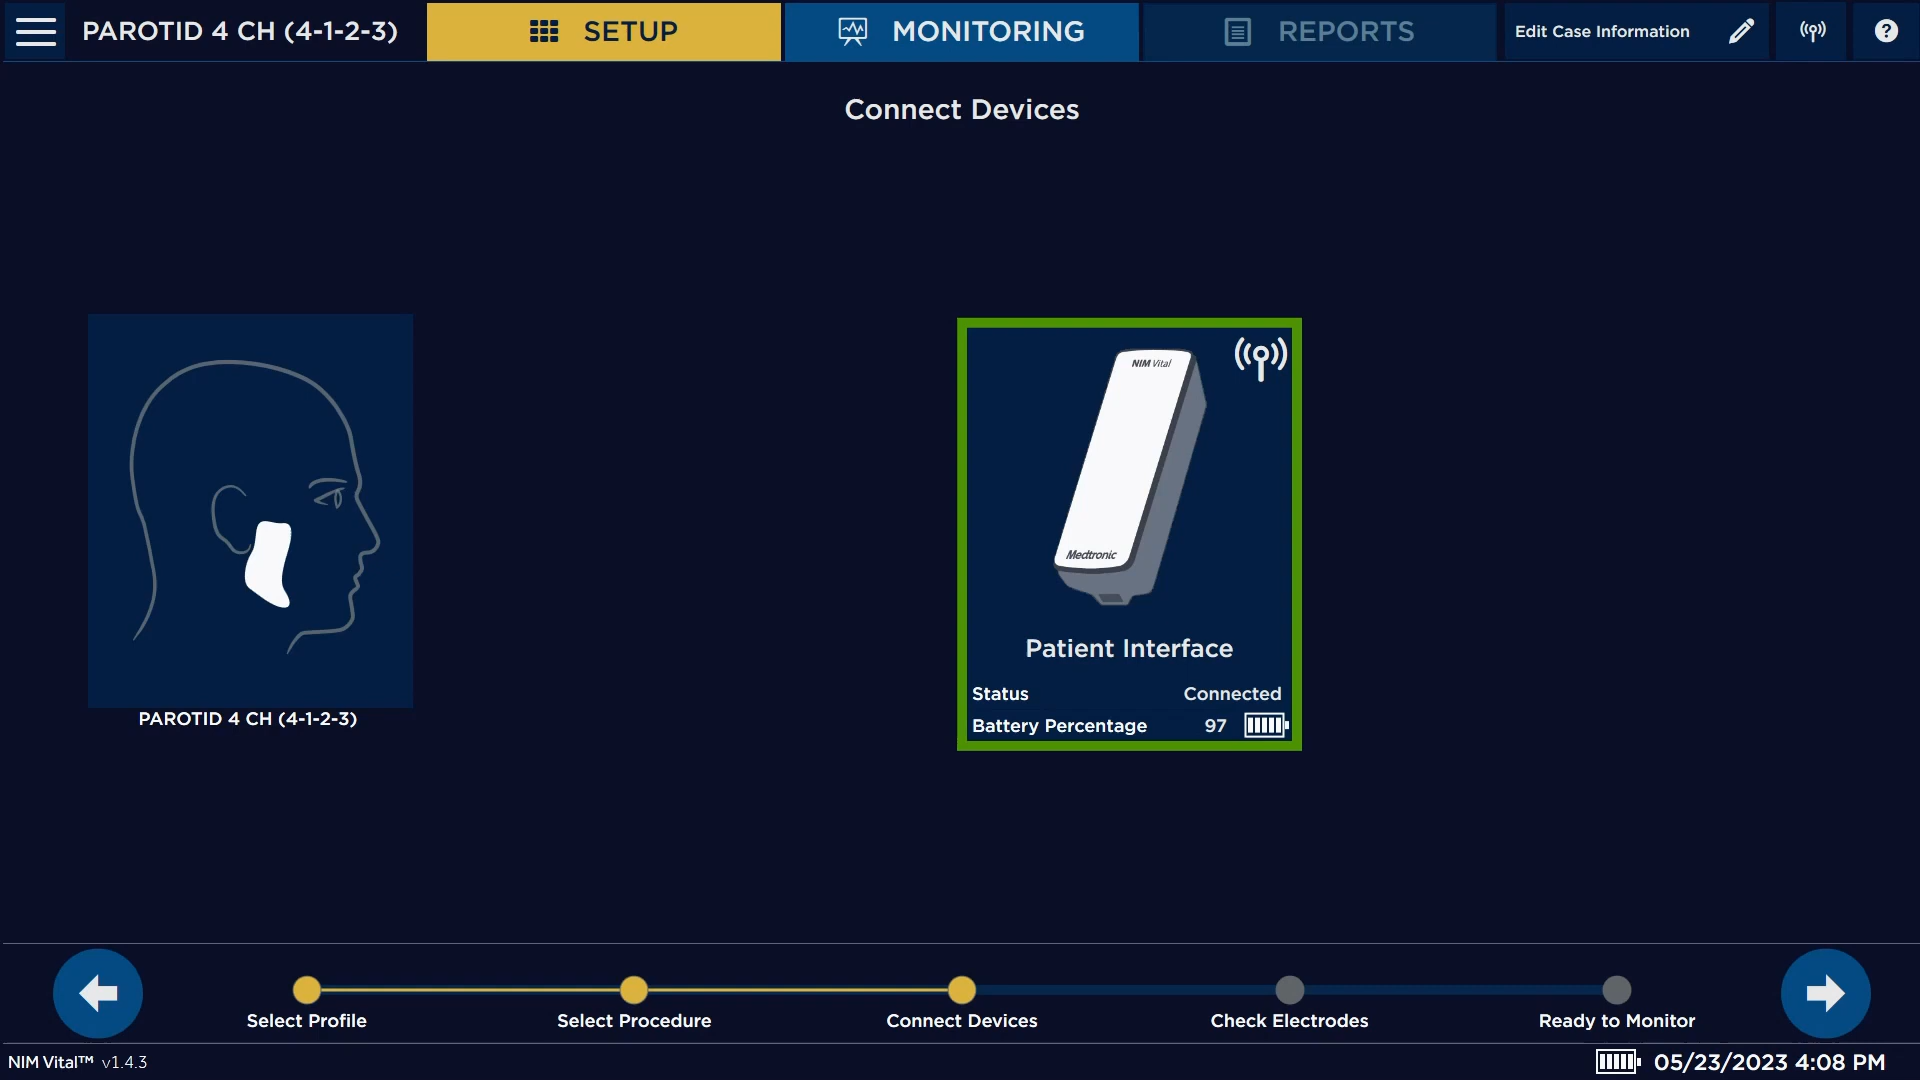 PAROTID 4 CH (4-1-2-3)
SETUP
MONITORING
REPORTS
Edit Case Information
?
Connect Devices
NIM Vital
Medtronic
Patient Interface
Status Connected
Battery Percentage 97
PAROTID 4 CH (4-1-2-3)
Select Profile
Select Procedure
Connect Devices
Check Electrodes
Ready to Monitor
NIM Vital™ v1.4.3
05/23/2023 4:08 PM